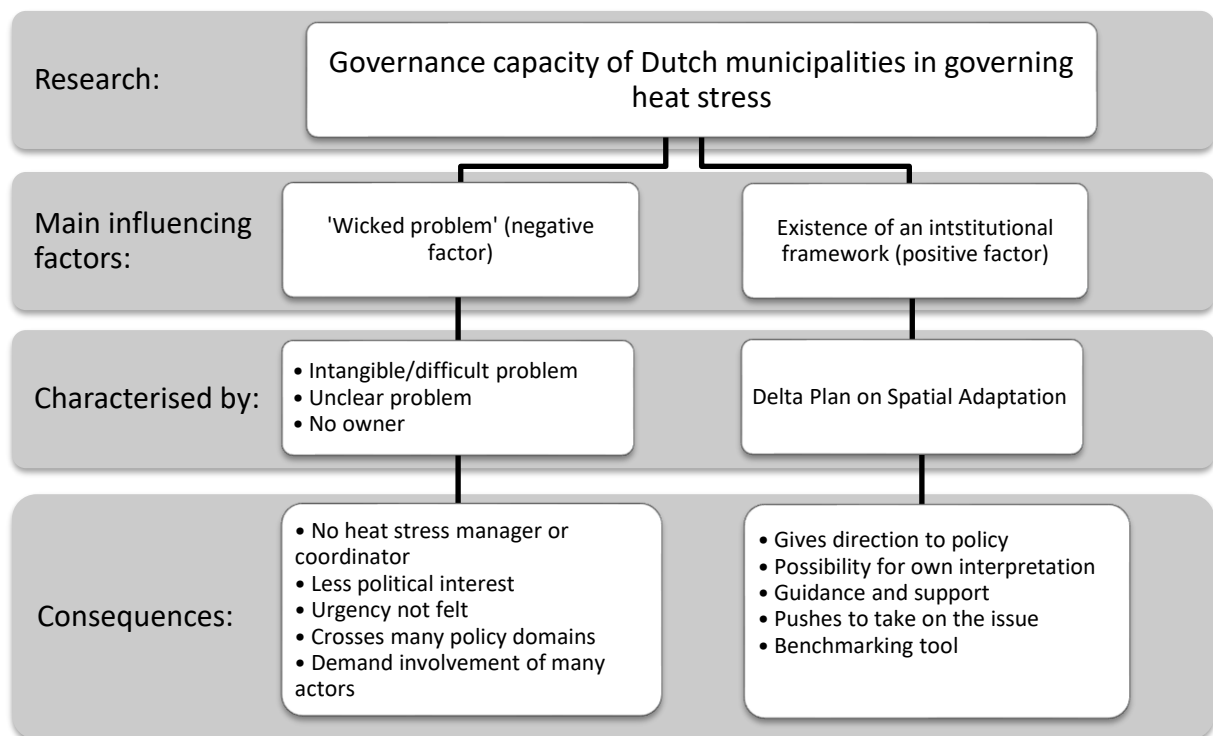 Research:
Governance capacity of Dutch municipalities in governing
heat stress
Main influencing
factors:
'Wicked problem' (negative
factor)
Existence of an intstitutional
framework (positive factor)
Characterised by:
• Intangible/difficult problem
• Unclear problem
• No owner
Delta Plan on Spatial Adaptation
Consequences:
• No heat stress manager or
coordinator
• Less political interest
• Urgency not felt
• Crosses many policy domains
• Demand involvement of many
actors
• Gives direction to policy
• Possibility for own interpretation
• Guidance and support
• Pushes to take on the issue
• Benchmarking tool